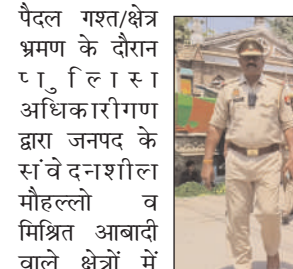 पैदल गश्त/क्षेत्र
भ्रमण के दौरान
पुलिस
अधिकारीगण
द्वारा जनपद के
संवेदनशील
मौहल्लो व
मिश्रित आबादी
वाले क्षेत्रों में